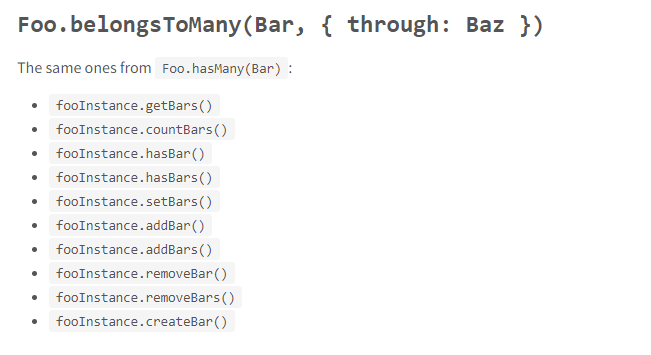 Foo.belongsToMany(Bar, { through: Baz })
The same ones from Foo.hasMany(Bar) :
• fooInstance.getBars()
• fooInstance.countBars()
• fooInstance.hasBar()
• fooInstance.hasBars()
• fooInstance.setBars()
• fooInstance.addBar()
• fooInstance.addBars()
• fooInstance.removeBar()
• fooInstance.removeBars()
• fooInstance.createBar()